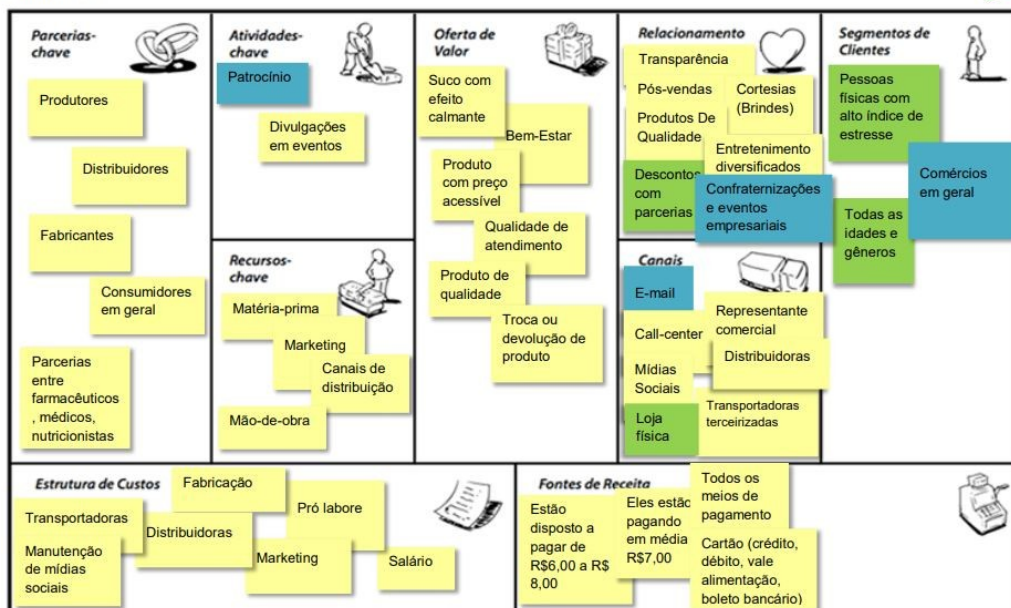 Parcerias-
chave
Produtores
Distribuidores
Fabricantes
Consumidores
em geral
Parcerias
entre
farmacêuticos
, médicos,
nutricionistas
Atividades-
chave
Patrocínio
Divulgações
em eventos
Recursos-
chave
Matéria-prima
Marketing
Canais de
distribuição
Mão-de-obra
Oferta de
Valor
Suco com
efeito
calmante
Bem-Estar
Produto
com preço
acessível
Qualidade de
atendimento
Produto de
qualidade
Troca ou
devolução de
produto
Relacionamento
Transparência
Pós-vendas
Cortesias
(Brindes)
Produtos De
Qualidade
Entretenimento
diversificados
Descontos
com
parcerias
Confraternizações
e eventos
empresariais
Canais
E-mail
Representante
comercial
Call-center
Distribuidoras
Mídias
Sociais
Transportadoras
terceirizadas
Loja
física
Segmentos de
Clientes
Pessoas
físicas com
alto índice de
estresse
Comércios
em geral
Todas as
idades e
gêneros
Estrutura de Custos
Fabricação
Pró labore
Transportadoras
Distribuidoras
Manutenção
de mídias
sociais
Marketing
Salário
Fontes de Receita
Estão
disposto a
pagar de
R$6,00 a R$
8,00
Eles estão
pagando
em média
R$7,00
Todos os
meios de
pagamento
Cartão (crédito,
débito, vale
alimentação,
boleto bancário)